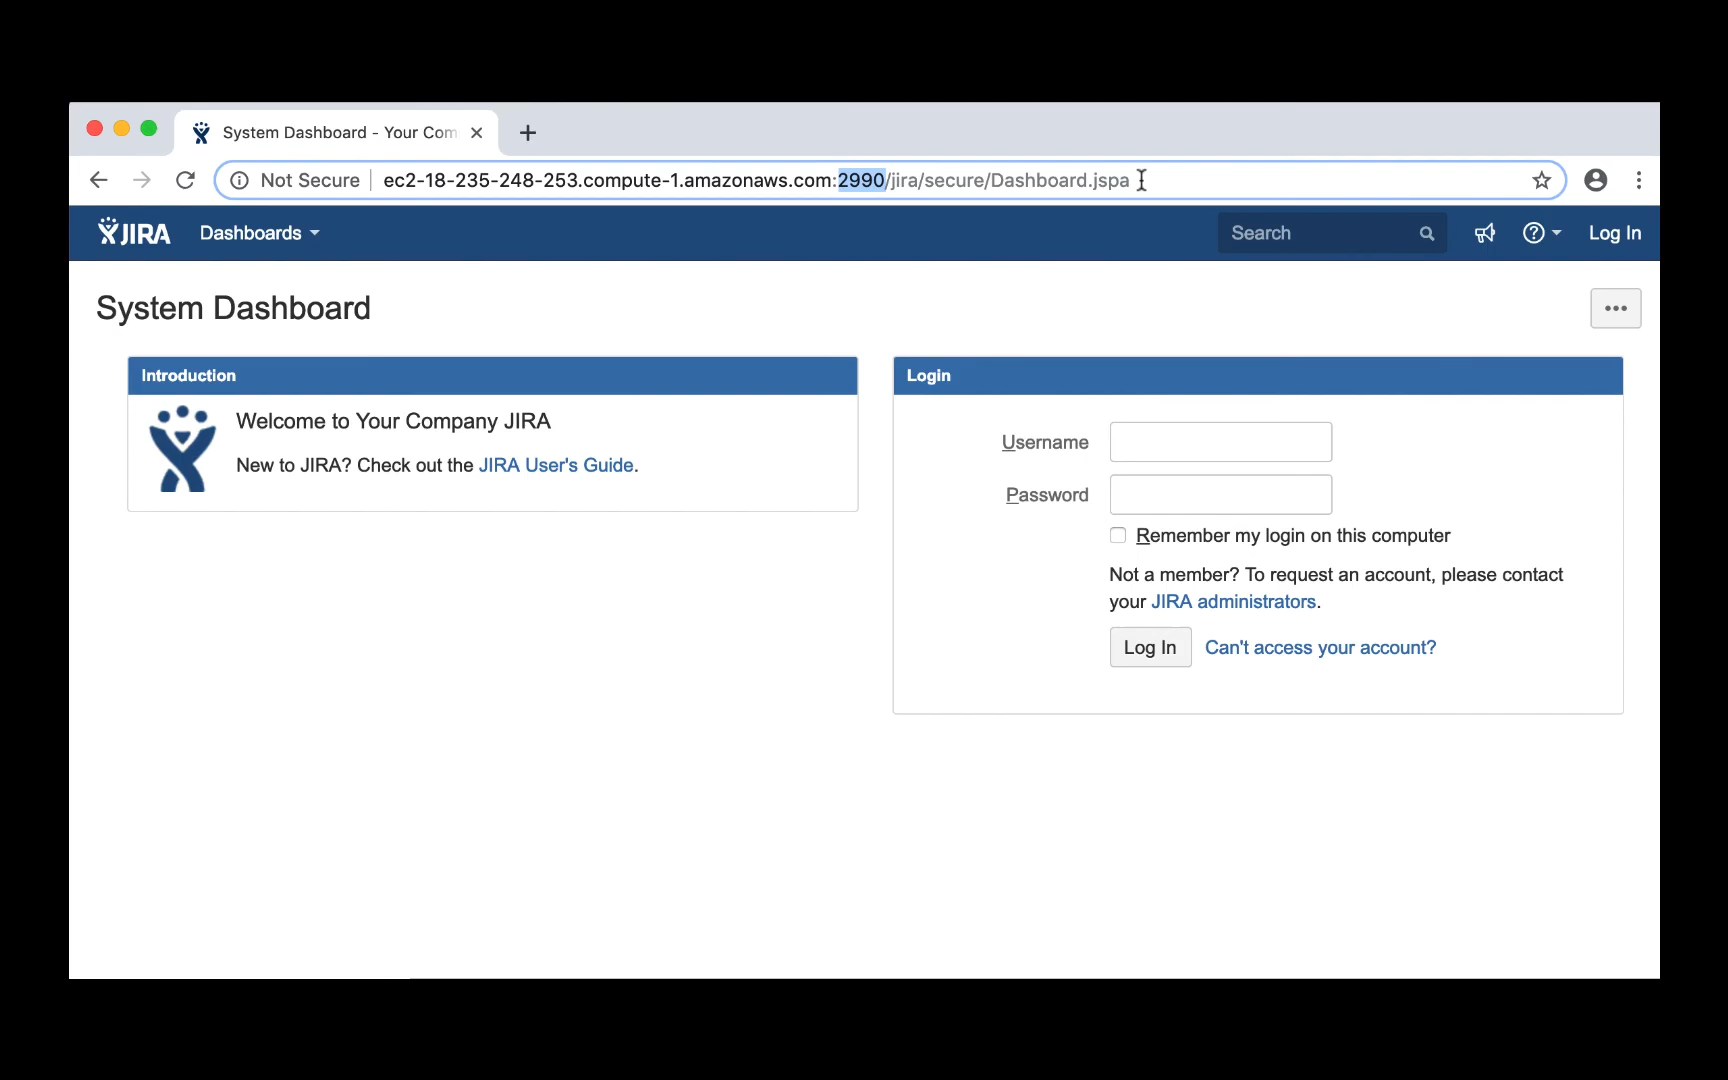 System Dashboard - Your Com
Not Secure ec2-18-235-248-253.compute-1.amazonaws.com:2990/jira/secure/Dashboard.jspa
JIRA Dashboards Search Log In
System Dashboard
Introduction
Welcome to Your Company JIRA
New to JIRA? Check out the JIRA User's Guide.
Login
Username
Password
Remember my login on this computer
Not a member? To request an account, please contact
your JIRA administrators.
Log In Can't access your account?